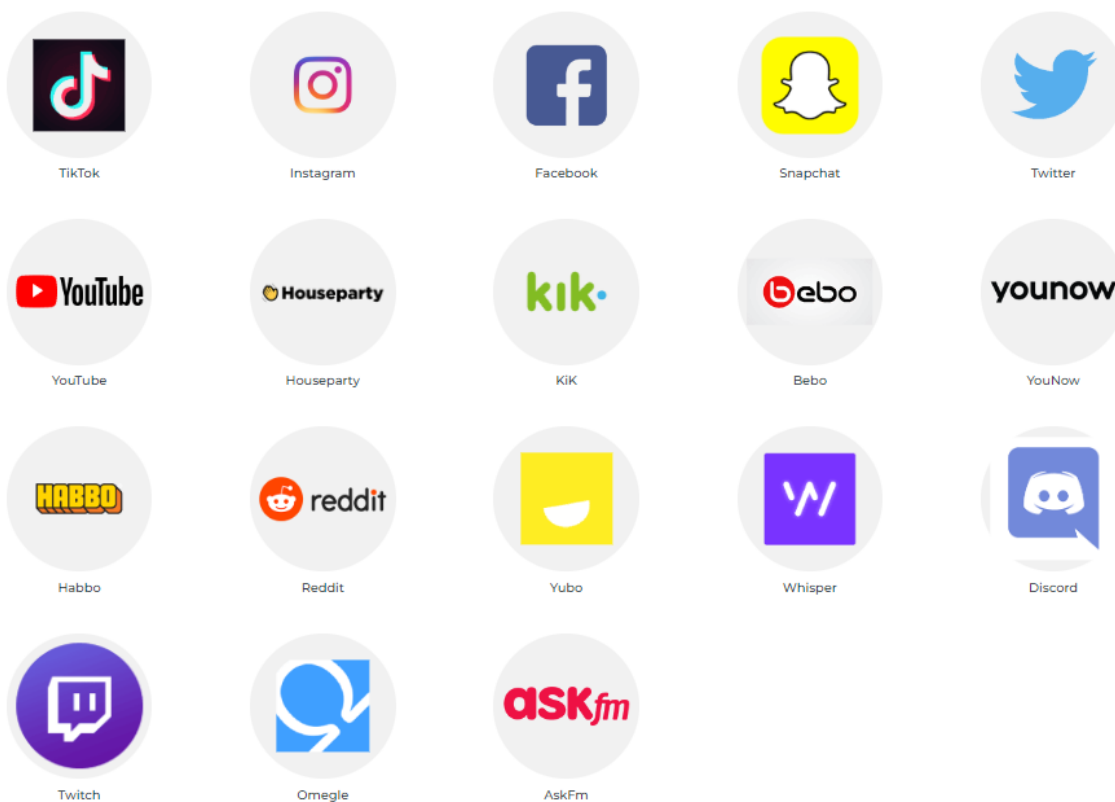 TikTok
Instagram
Facebook
Snapchat
Twitter
YouTube
Houseparty
kik
bebo
younow
YouTube
Houseparty
KiK
Bebo
YouNow
HABBO
reddit
Habbo
Reddit
Yubo
Whisper
Discord
askfm
Twitch
Omegle
AskFm